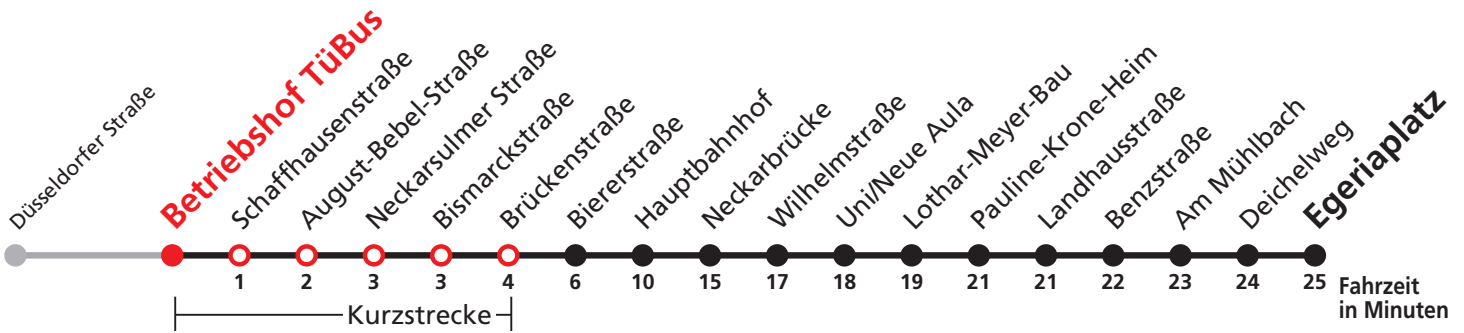 Düsseldorfer Straße
Betriebshof TüBus
Schaffhausenstraße
August-Bebel-Straße
Neckarsulmer Straße
Bismarckstraße
Brückenstraße
Biererstraße
Hauptbahnhof
Neckarbrücke
Wilhelmstraße
Uni/Neue Aula
Lothar-Meyer-Bau
Pauline-Krone-Heim
Landhausstraße
Benzstraße
Am Mühlbach
Deichelweg
Egeriaplatz
1 2 3 3 4 6 10 15 17 18 19 21 21 22 23 24 25 Fahrzeit
in Minuten
Kurzstrecke